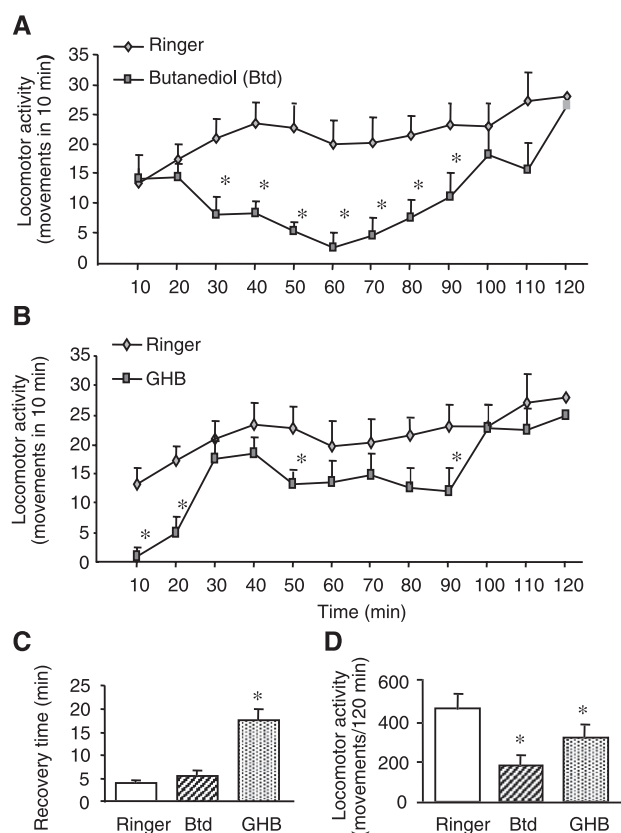 A
Locomotor activity
(movements in 10 min)
35
30
25
20
15
10
5
0
Ringer
Butanediol (Btd)
* * * * * * *
10 20 30 40 50 60 70 80 90 100 110 120
B
Locomotor activity
(movements in 10 min)
35
30
25
20
15
10
5
0
Ringer
GHB
* * * *
10 20 30 40 50 60 70 80 90 100 110 120
Time (min)
C
Recovery time (min)
25
20
15
10
5
0
*
Ringer Btd GHB
D
Locomotor activity
(movements/120 min)
600
400
200
0
* *
Ringer Btd GHB